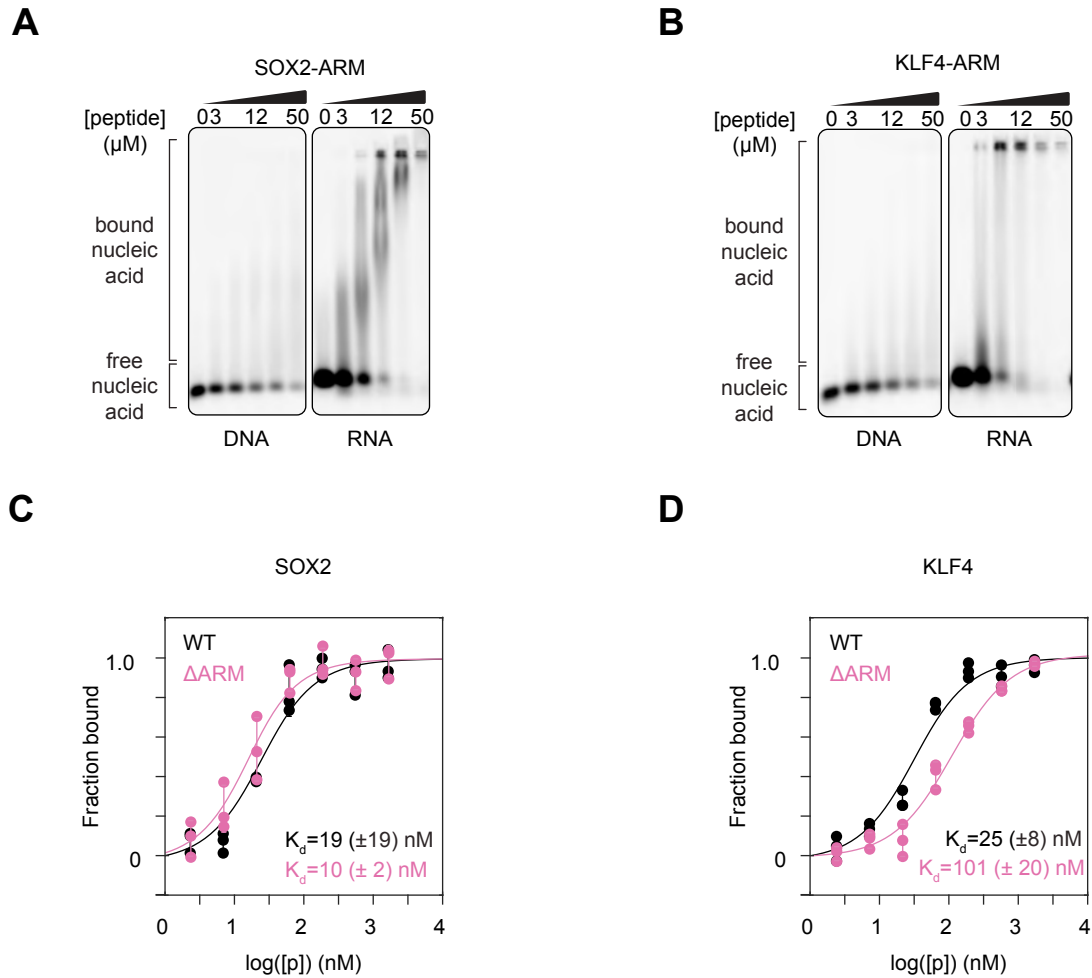 A
SOX2-ARM
[peptide] 0 3 12 50 0 3 12 50
(µM)
bound
nucleic
acid
free
nucleic
acid
DNA RNA
B
KLF4-ARM
[peptide] 0 3 12 50 0 3 12 50
(µM)
bound
nucleic
acid
free
nucleic
acid
DNA RNA
C
SOX2
WT
ΔARM
1.0
Fraction bound
0
K_d=19 (±19) nM
K_d=10 (± 2) nM
0 1 2 3 4
log([p]) (nM)
D
KLF4
WT
ΔARM
1.0
Fraction bound
0
K_d=25 (±8) nM
K_d=101 (± 20) nM
0 1 2 3 4
log([p]) (nM)